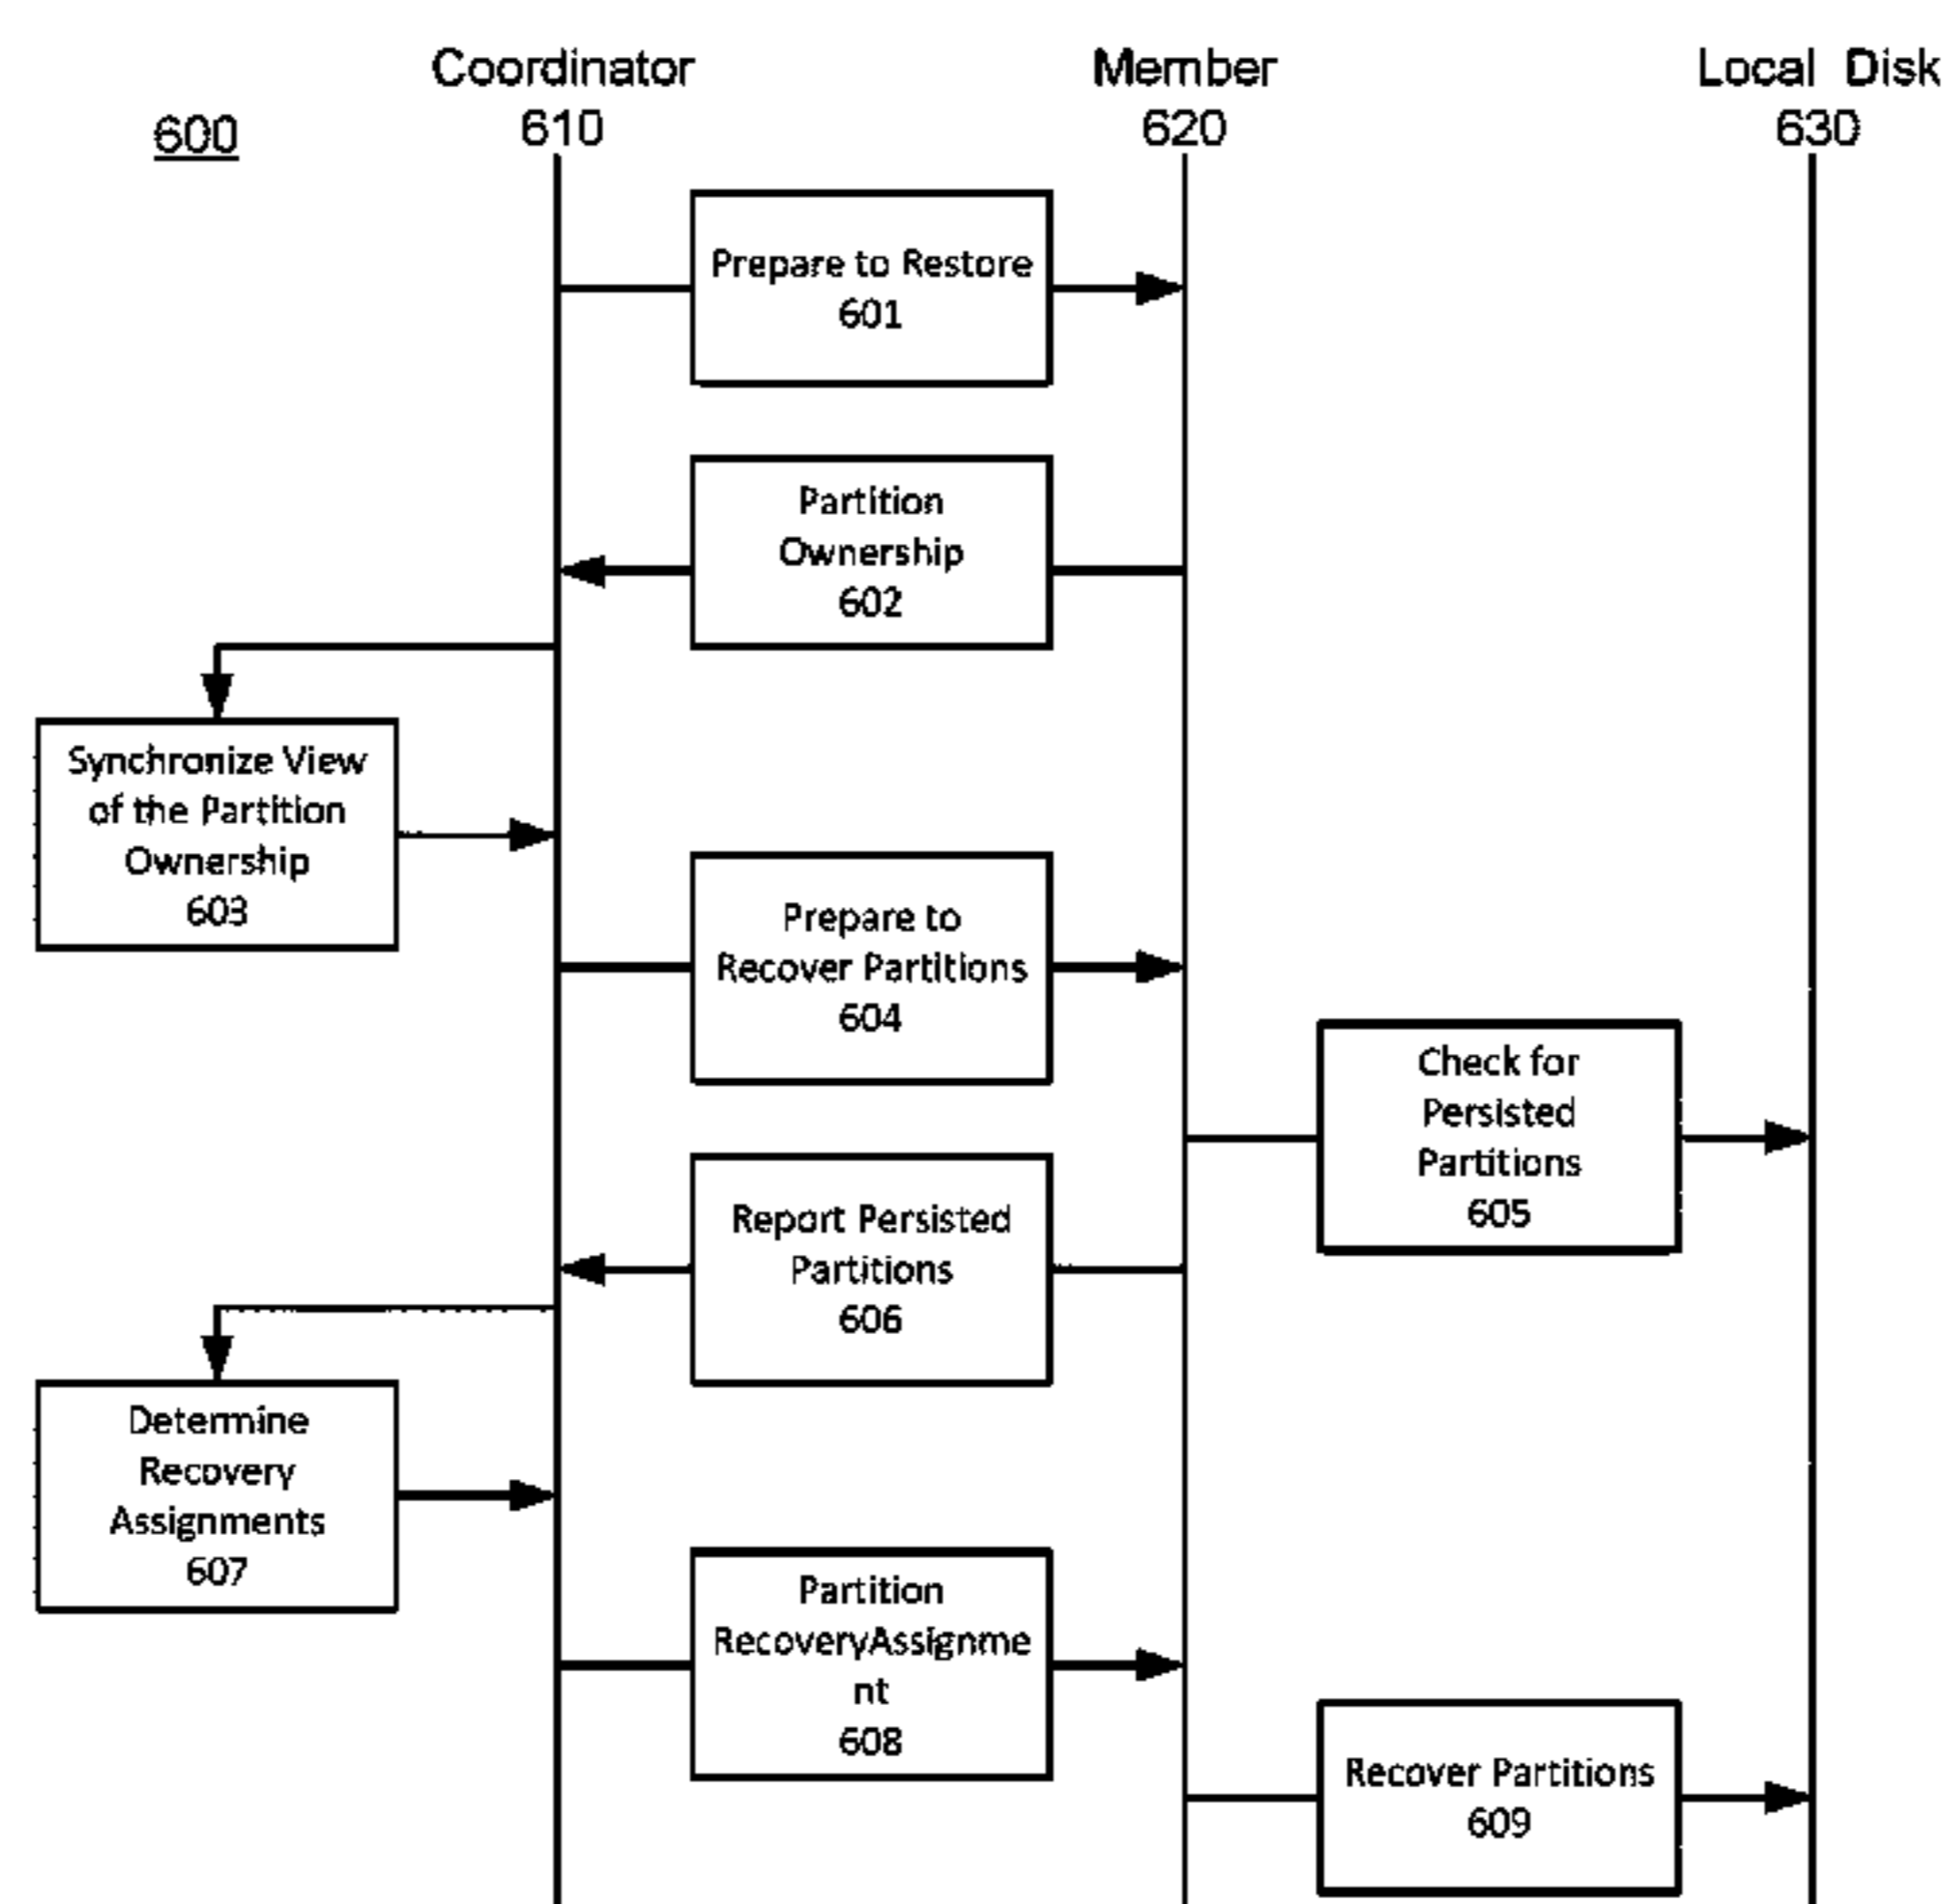 Coordinator
610
Member
620
Local Disk
630
600
Prepare to Restore
601
Partition
Ownership
602
Synchronize View
of the Partition
Ownership
603
Prepare to
Recover Partitions
604
Check for
Persisted
Partitions
605
Report Persisted
Partitions
606
Determine
Recovery
Assignments
607
Partition
RecoveryAssignme
nt
608
Recover Partitions
609